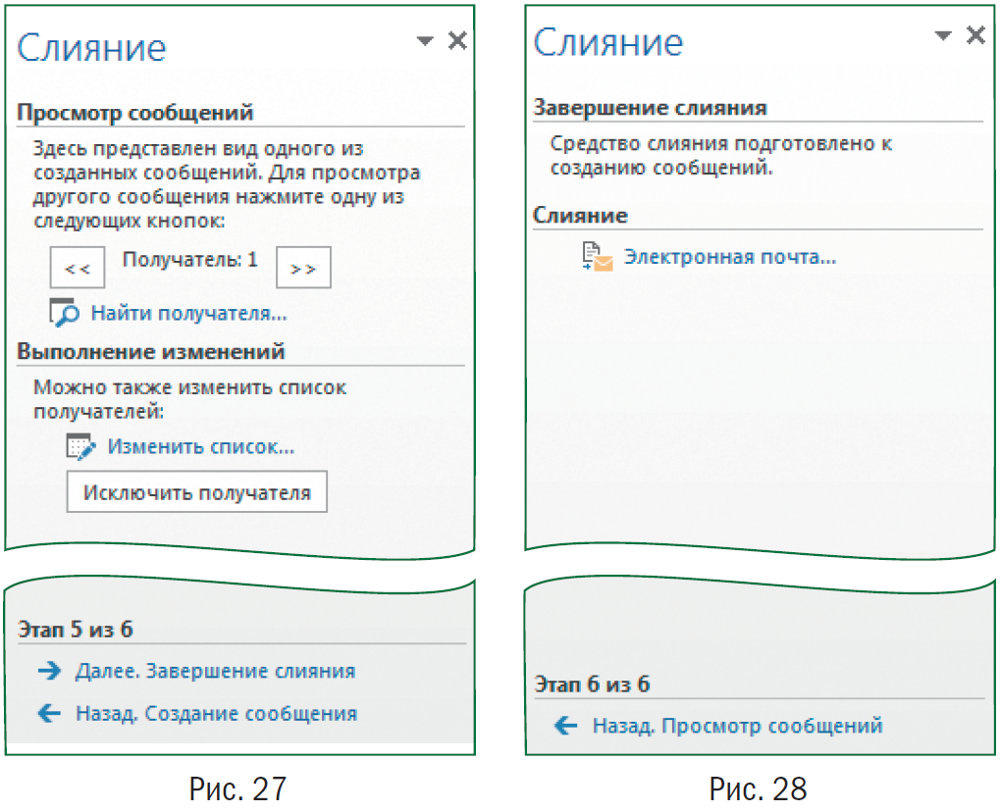 Слияние
Просмотр сообщений
Здесь представлен вид одного из
созданных сообщений. Для просмотра
другого сообщения нажмите одну из
следующих кнопок:
<< Получатель: 1 >>
Найти получателя...
Выполнение изменений
Можно также изменить список
получателей:
Изменить список...
Исключить получателя
Этап 5 из 6
Далее. Завершение слияния
Назад. Создание сообщения
Рис. 27
Слияние
Завершение слияния
Средство слияния подготовлено к
созданию сообщений.
Слияние
Электронная почта...
Этап 6 из 6
Назад. Просмотр сообщений
Рис. 28